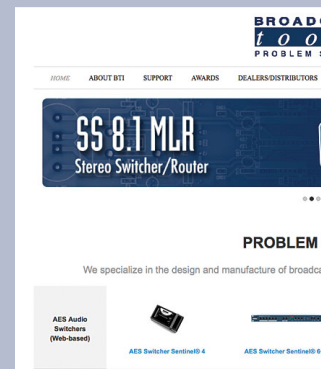 BROAD
too
PROBLEM S
HOME ABOUT BTI SUPPORT AWARDS DEALERS/DISTRIBUTORS
SS 8.1 MLR
Stereo Switcher/Router
PROBLEM
We specialize in the design and manufacture of broadca
AES Audio
Switchers
(Web-based)
AES Switcher Sentinel® 4 AES Switcher Sentinel® 6